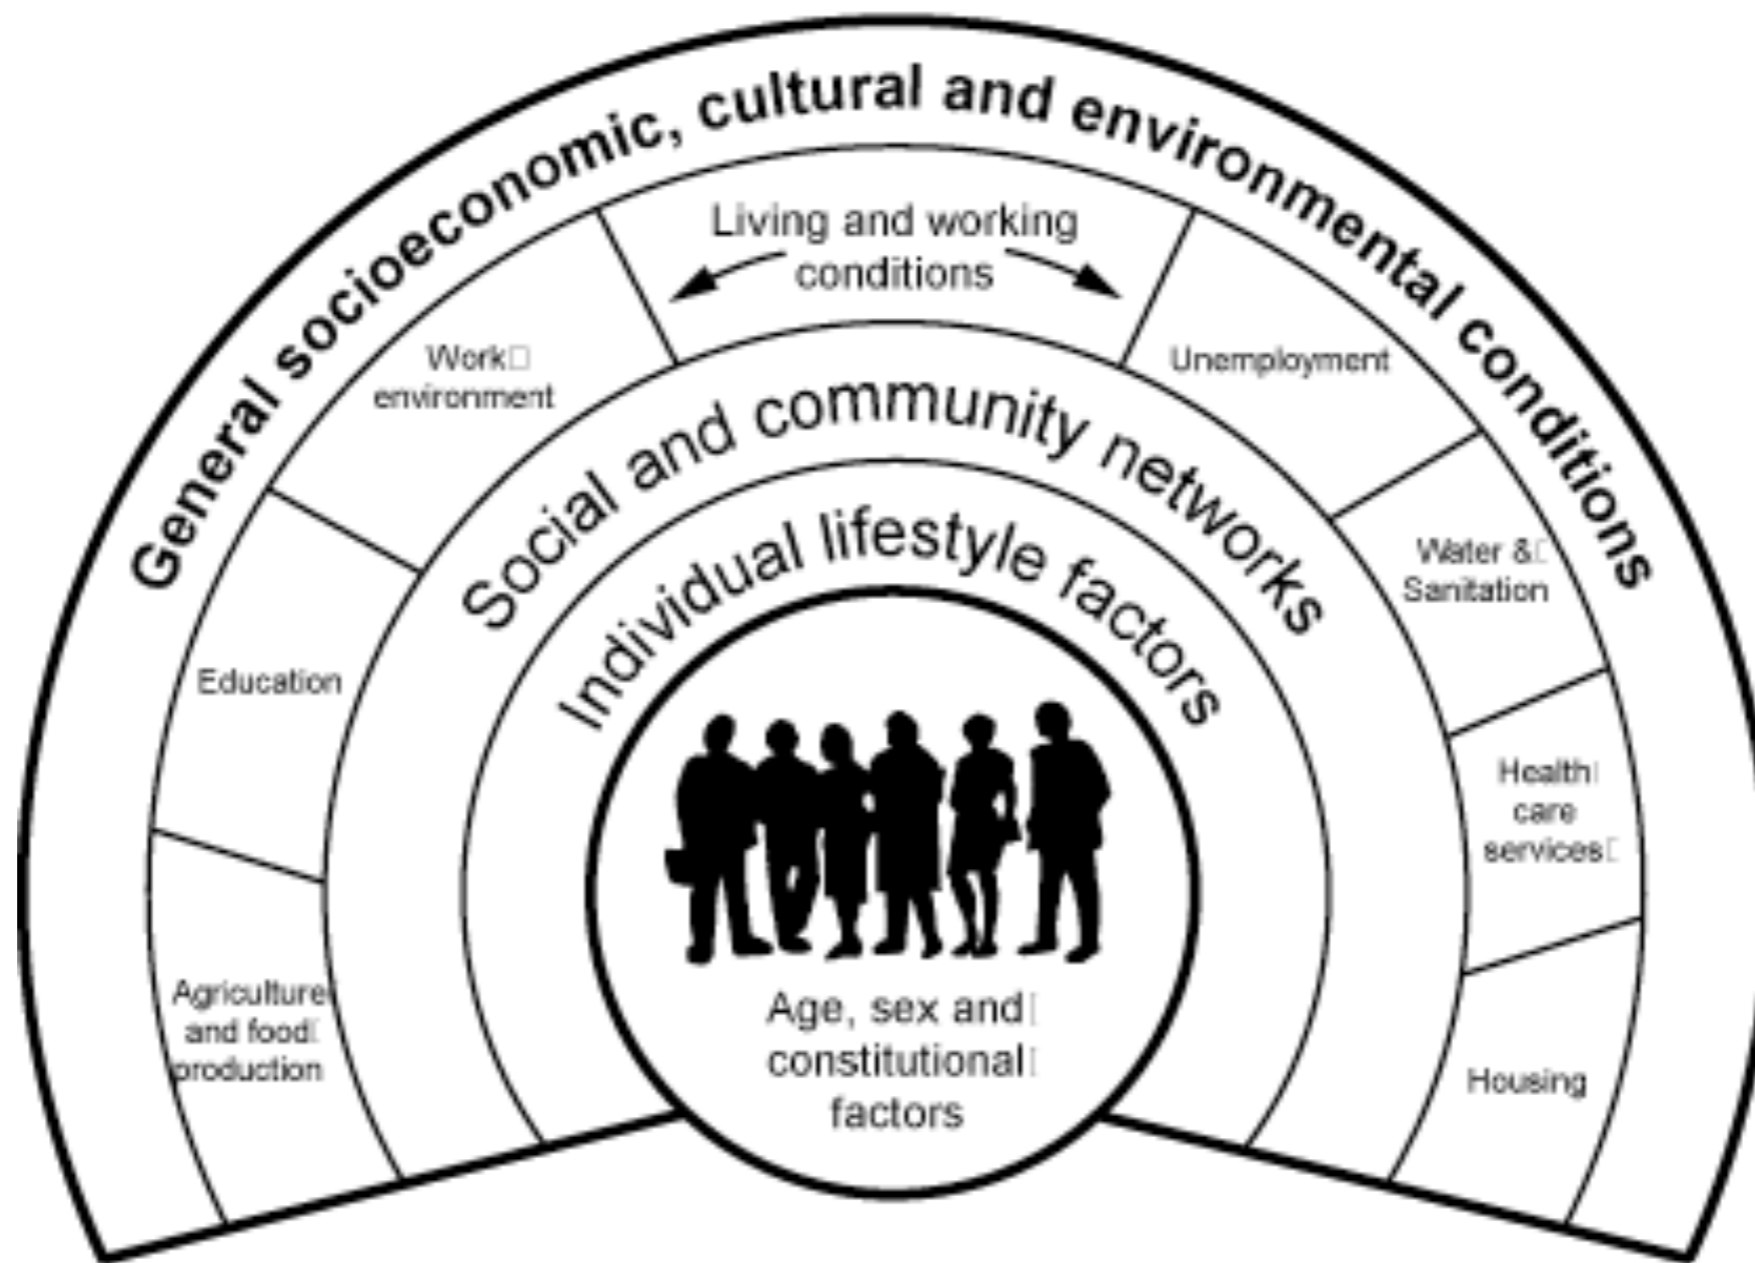 General socioeconomic, cultural and environmental conditions
Living and working
conditions
Work
environment
Unemployment
Education
Water &
Sanitation
Agriculture
and food
production
Health
care
services
Housing
Social and community networks
Individual lifestyle factors
Age, sex and
constitutional
factors